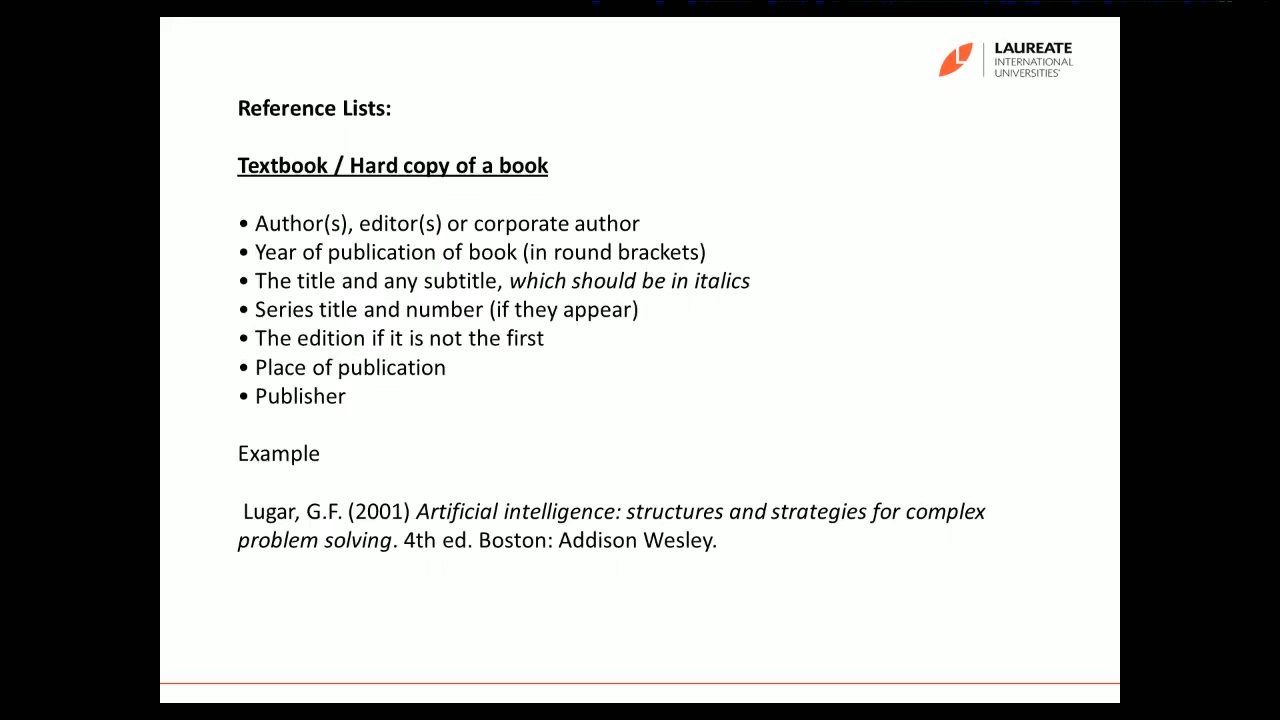 LAUREATE
INTERNATIONAL
UNIVERSITIES'
Reference Lists:
Textbook / Hard copy of a book
• Author(s), editor(s) or corporate author
• Year of publication of book (in round brackets)
• The title and any subtitle, which should be in italics
• Series title and number (if they appear)
• The edition if it is not the first
• Place of publication
• Publisher
Example
Lugar, G.F. (2001) Artificial intelligence: structures and strategies for complex
problem solving. 4th ed. Boston: Addison Wesley.